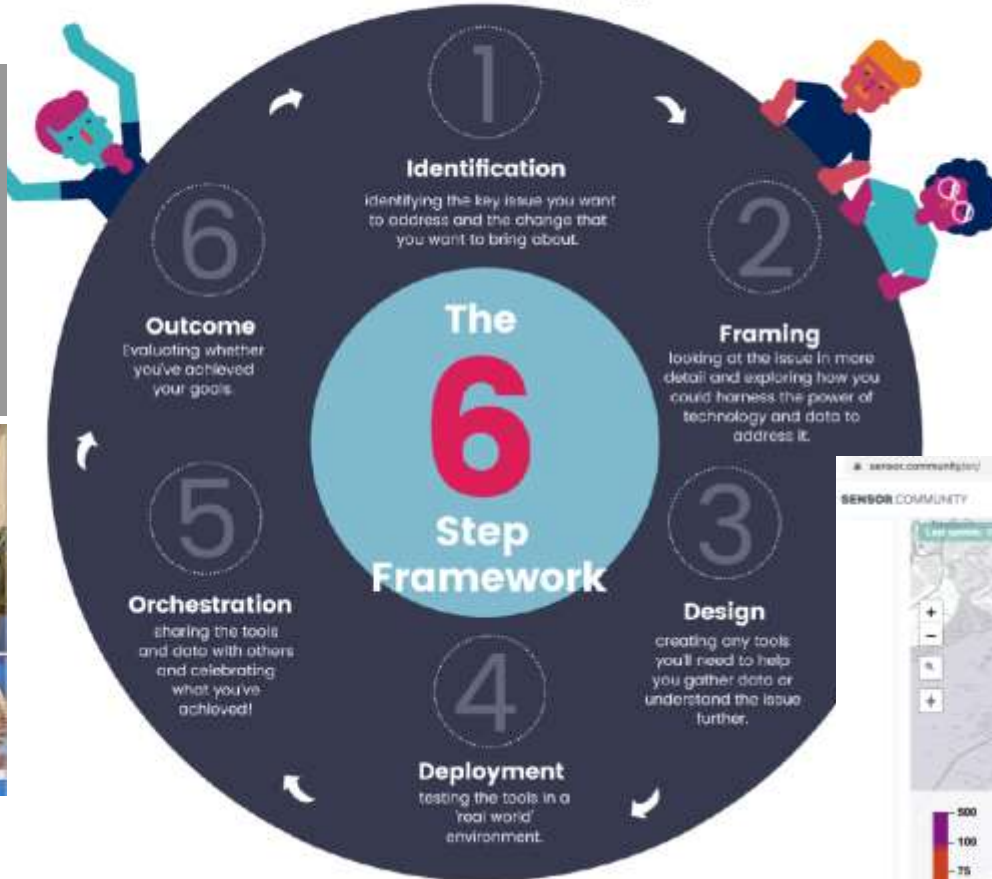 1
Identification
identifying the key issue you want
to address and the change that
you want to bring about.
2
Framing
looking at the issue in more
detail and exploring how you
could harness the power of
technology and data to
address it.
3
Design
creating any tools
you'll need to help
you gather data or
understand the issue
further.
4
Deployment
testing the tools in a
'real world'
environment.
5
Orchestration
sharing the tools
and data with others
and celebrating
what you've
achieved!
6
Outcome
Evaluating whether
you've achieved
your goals.
The
6
Step
Framework
sensor.community/en/
SENSOR.COMMUNITY
+
−
+
500
100
75